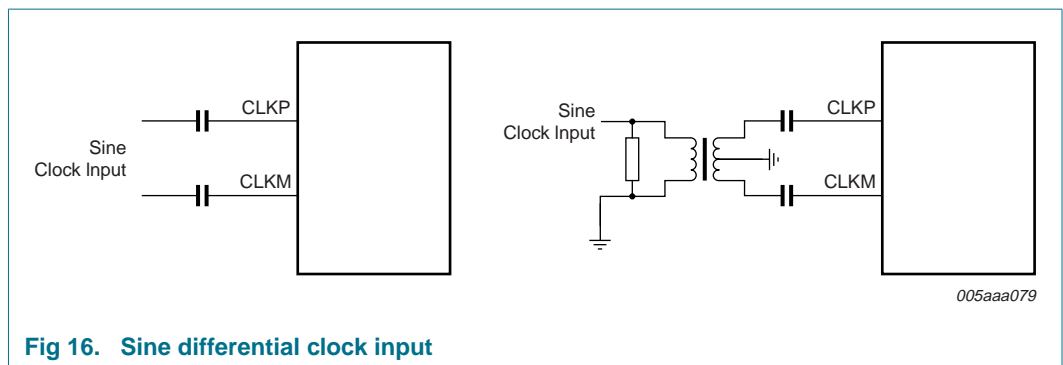 CLKP
Sine
Clock Input
CLKM
Sine
Clock Input
CLKP
CLKM
005aaa079
Fig 16. Sine differential clock input